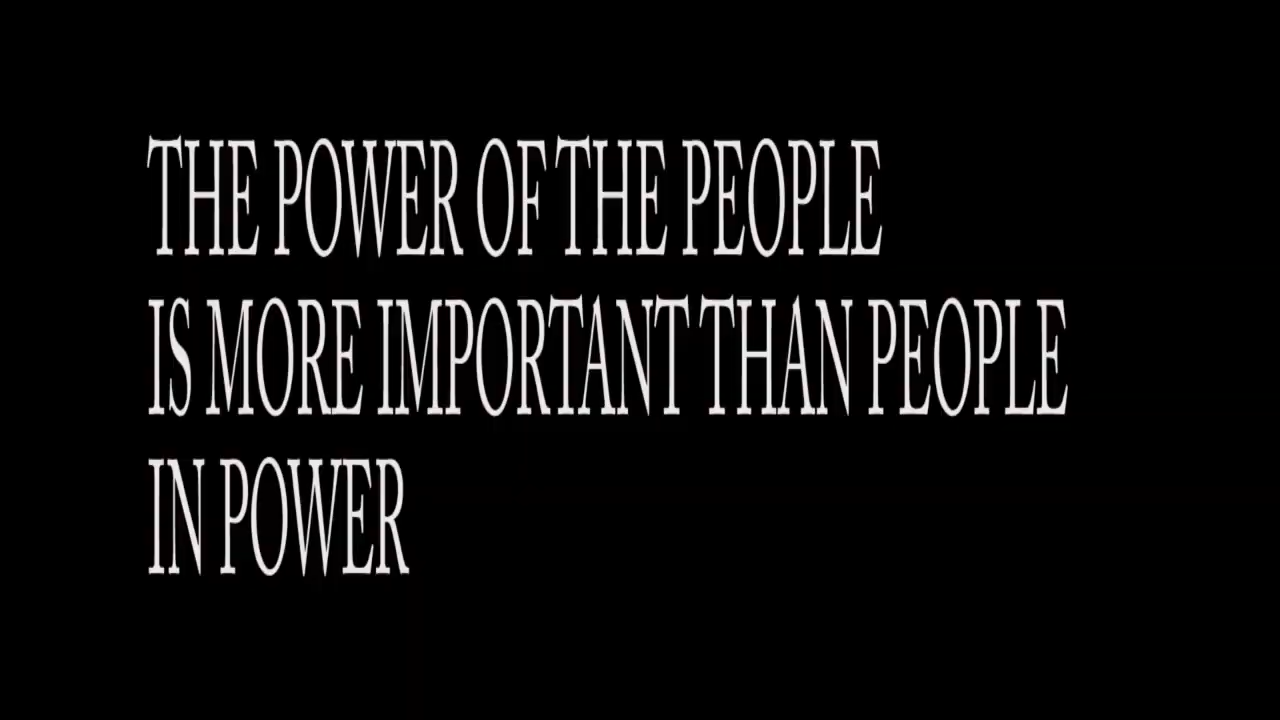 THE POWER OF THE PEOPLE
IS MORE IMPORTANT THAN PEOPLE
IN POWER